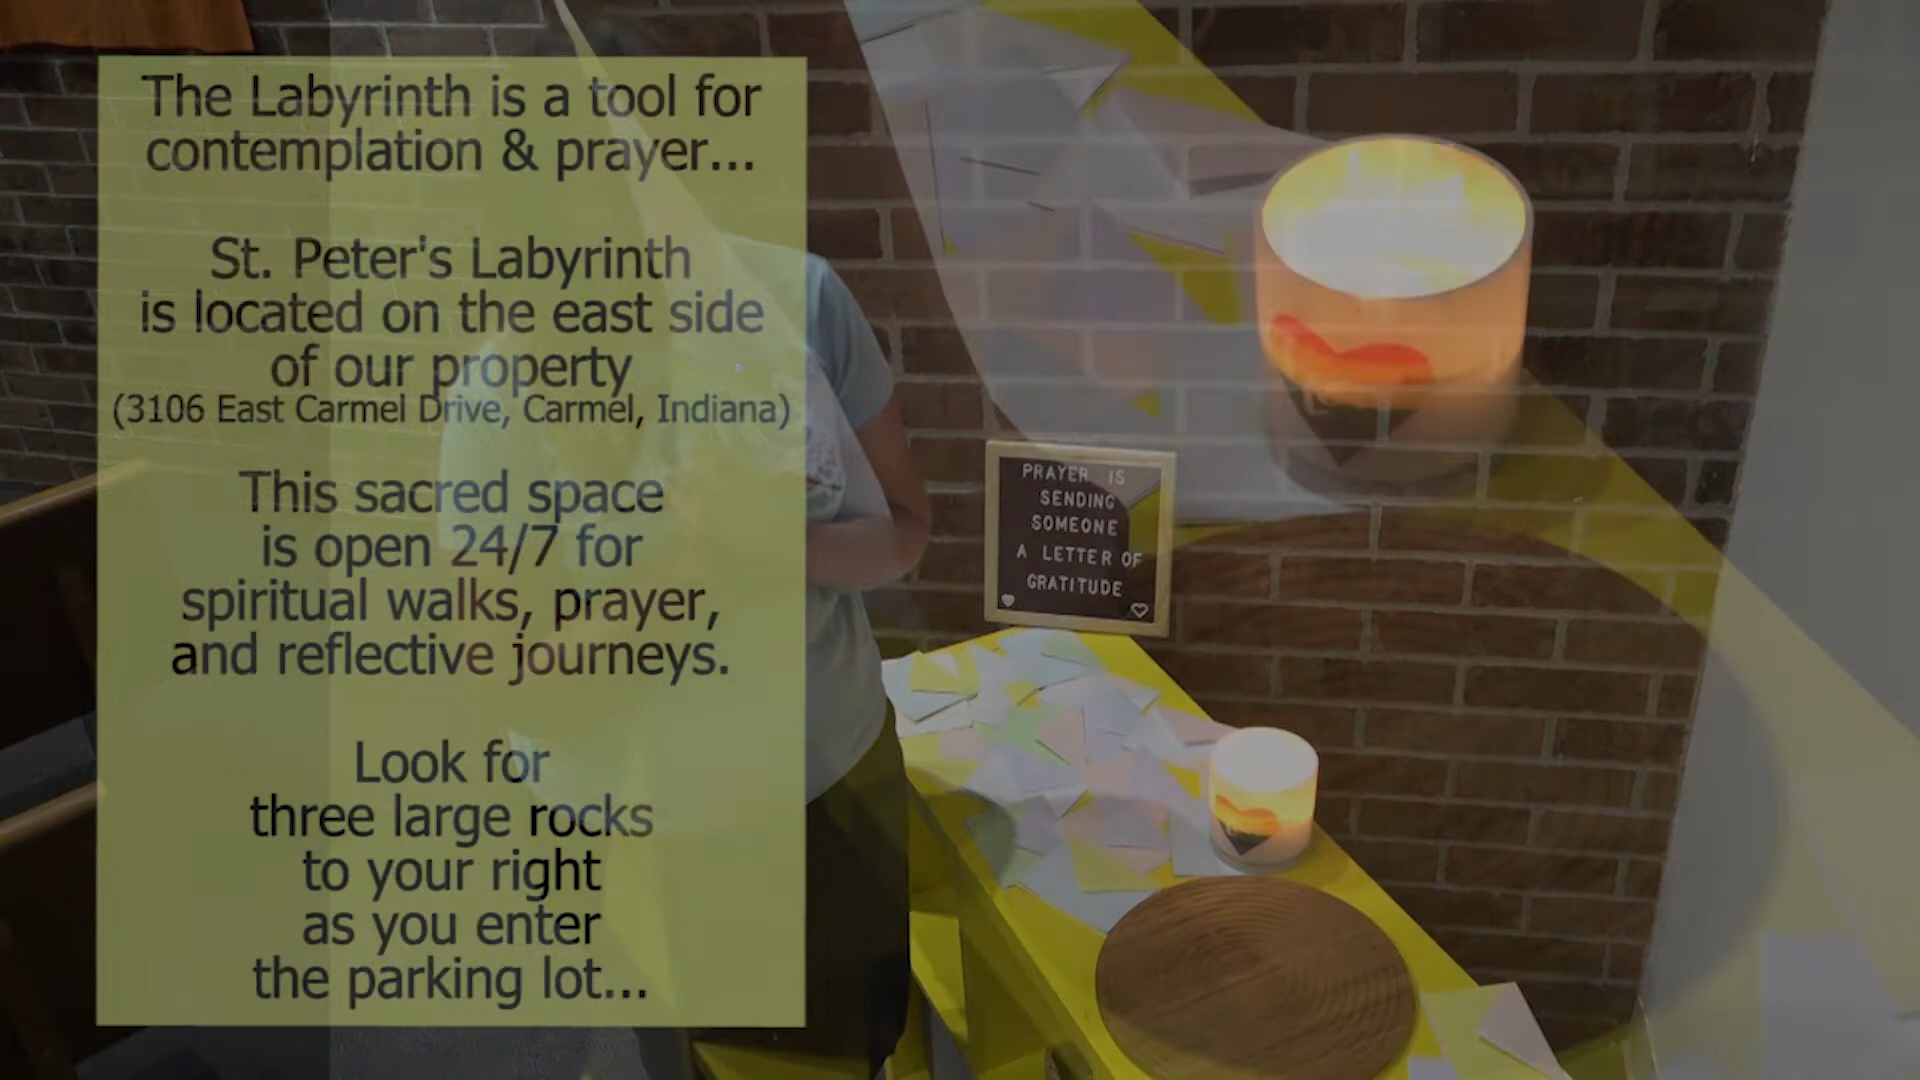 The Labyrinth is a tool for
contemplation & prayer...
St. Peter's Labyrinth
is located on the east side
of our property
(3106 East Carmel Drive, Carmel, Indiana)
This sacred space
is open 24/7 for
spiritual walks, prayer,
and reflective journeys.
Look for
three large rocks
to your right
as you enter
the parking lot...
PRAYER IS
SENDING
SOMEONE
A LETTER OF
GRATITUDE